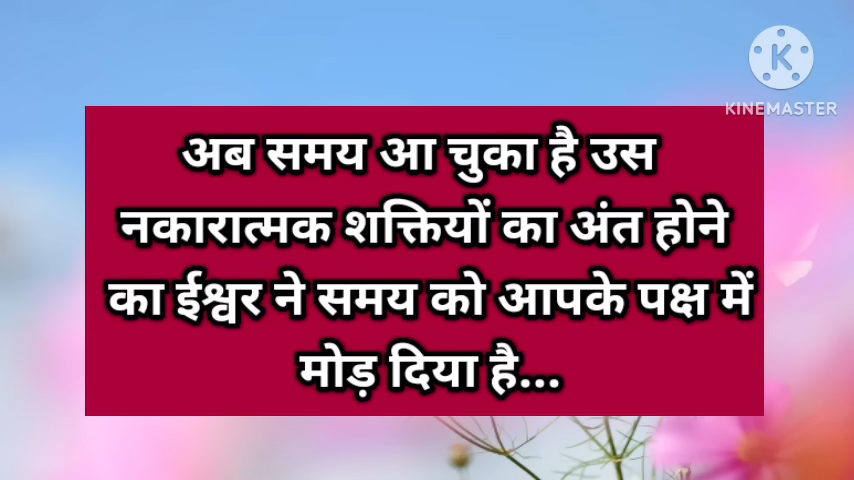 KINEMASTER
अब समय आ चुका है उस
नकारात्मक शक्तियों का अंत होने
का ईश्वर ने समय को आपके पक्ष में
मोड़ दिया है...